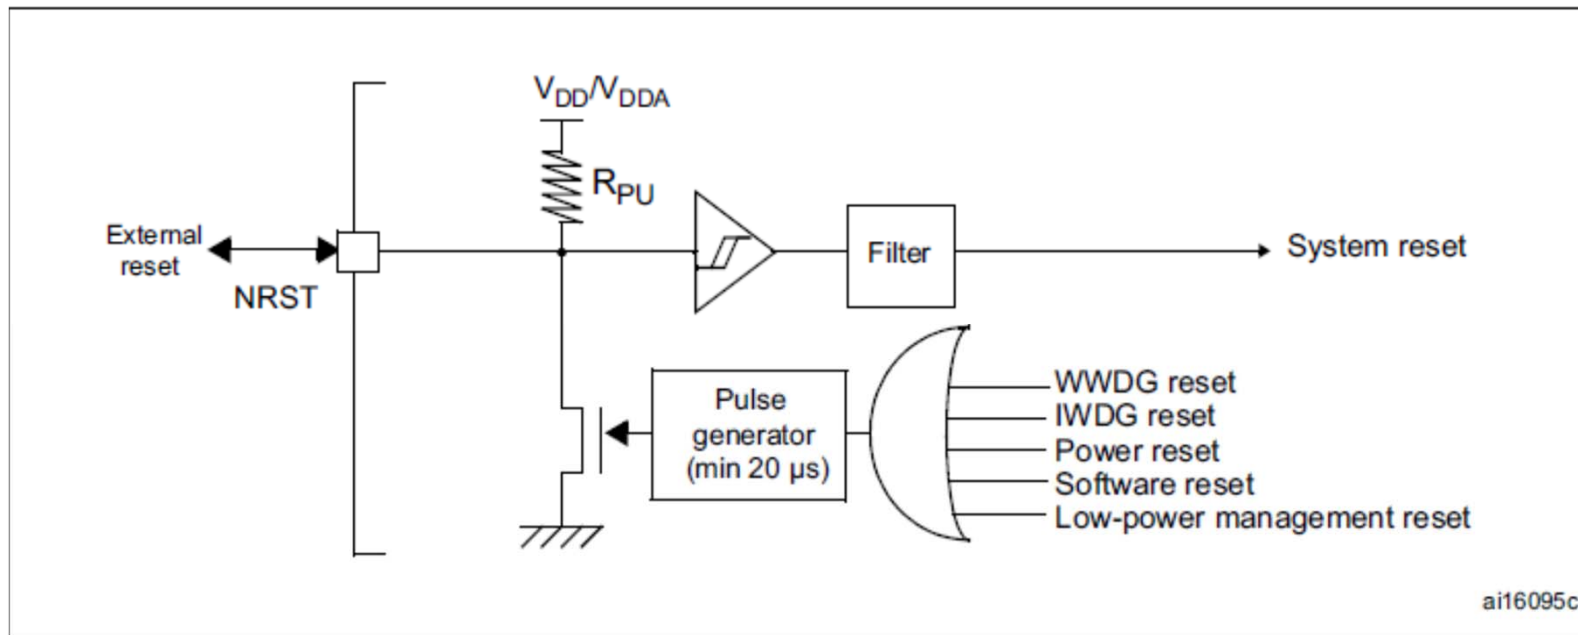 VDD/VDDA
RPU
External
reset
NRST
Filter
System reset
Pulse
generator
(min 20 µs)
WWDG reset
IWDG reset
Power reset
Software reset
Low-power management reset
ai16095c